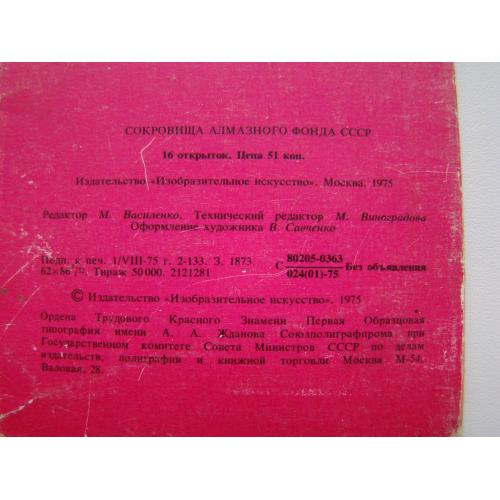 СОКРОВИЩА АЛМАЗНОГО ФОНДА СССР
16 открыток. Цена 51 коп.
Издательство «Изобразительное искусство». Москва. 1975
Редактор М. Василенко. Технический редактор М. Виноградова
Оформление художника В. Савченко
Подп. к печ. 1/VIII-75 г. 2-133. З. 1873
62×86 1/32. Тираж 50 000. 2121281
С 80205-0363
024(01)-75 Без объявления
© Издательство «Изобразительное искусство», 1975
Ордена Трудового Красного Знамени Первая Образцовая
типография имени А. А. Жданова Союзполиграфпрома при
Государственном комитете Совета Министров СССР по делам
издательств, полиграфии и книжной торговли Москва М-54,
Валовая, 28.